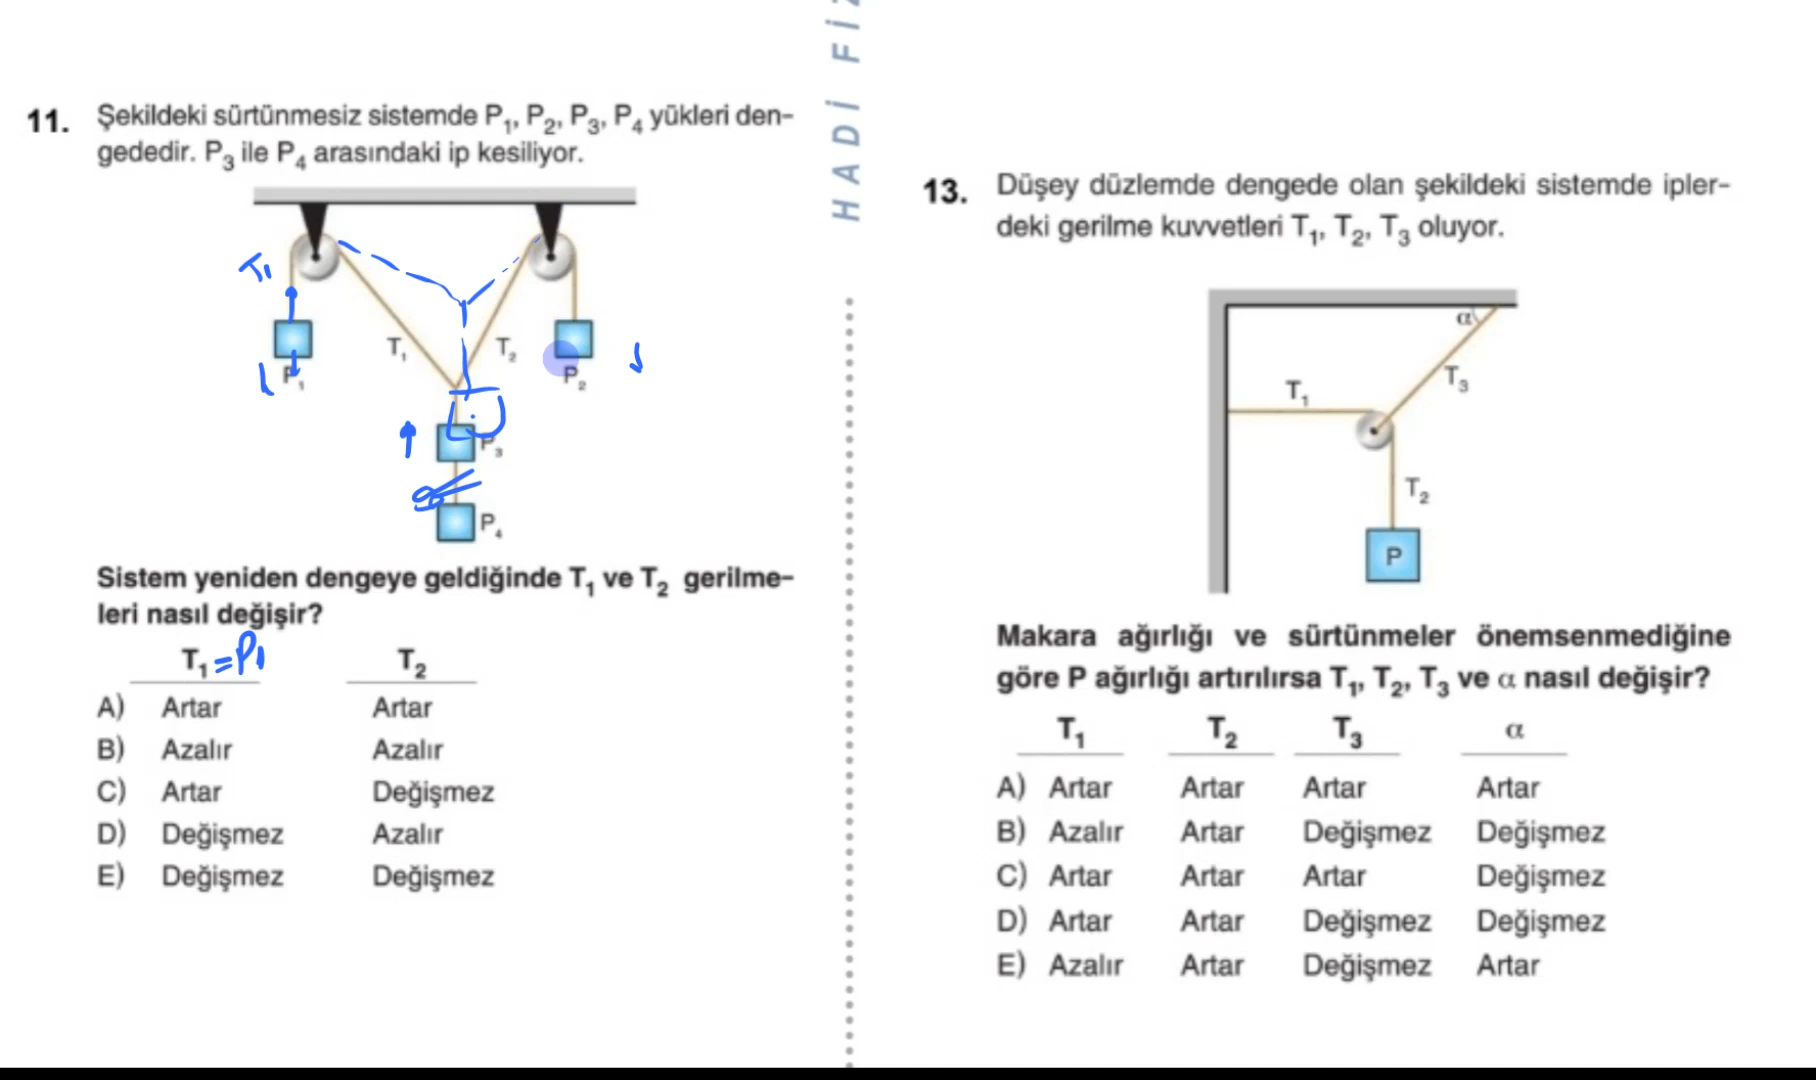 HADİ FİZ
11. Şekildeki sürtünmesiz sistemde P₁, P₂, P₃, P₄ yükleri den-
gededir. P₃ ile P₄ arasındaki ip kesiliyor.
T₁
T₁
T₂
P₁
P₂
P₃
P₄
Sistem yeniden dengeye geldiğinde T₁ ve T₂ gerilme-
leri nasıl değişir?
T₁ = P₁ T₂
A) Artar Artar
B) Azalır Azalır
C) Artar Değişmez
D) Değişmez Azalır
E) Değişmez Değişmez
13. Düşey düzlemde dengede olan şekildeki sistemde ipler-
deki gerilme kuvvetleri T₁, T₂, T₃ oluyor.
α
T₃
T₁
T₂
P
Makara ağırlığı ve sürtünmeler önemsenmediğine
göre P ağırlığı artırılırsa T₁, T₂, T₃ ve α nasıl değişir?
T₁ T₂ T₃ α
A) Artar Artar Artar Artar
B) Azalır Artar Değişmez Değişmez
C) Artar Artar Artar Değişmez
D) Artar Artar Değişmez Değişmez
E) Azalır Artar Değişmez Artar